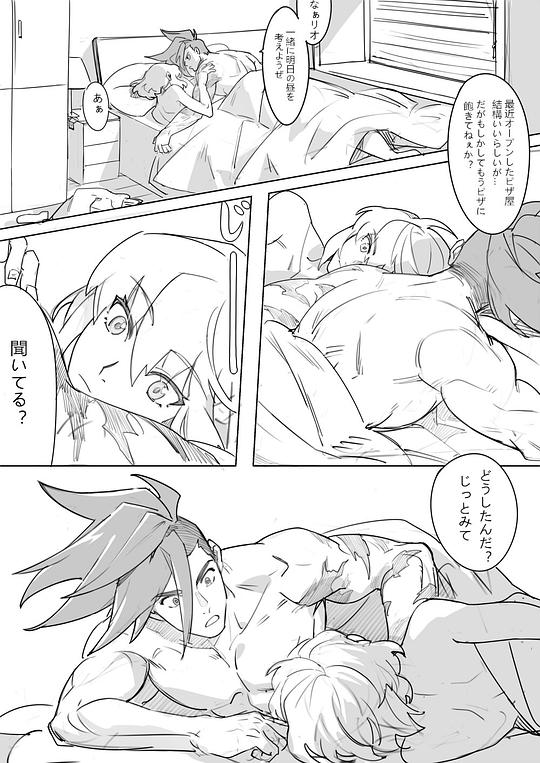 なぁリオ
一緒に明日の昼を
考えようぜ
あぁ
最近オープンしたピザ屋
結構いいらしいが…
だがもしかしてもうピザに
飽きてねぇか？
じぃーー
聞いてる？
どうしたんだ？
じっとみて